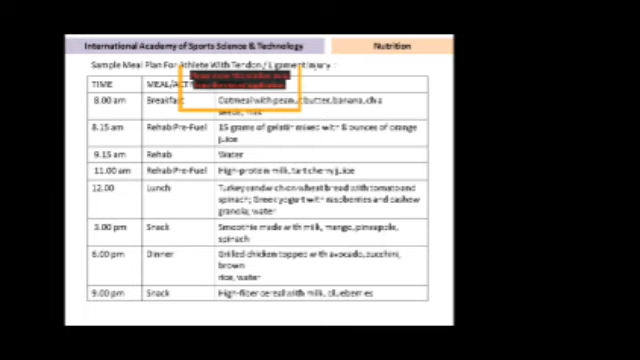 International Academy of Sports Science & Technology
Nutrition
Sample Meal Plan For Athlete With Tendon / Ligament Injury
TIME MEAL/ACT
8.00 am Breakfast Oatmeal with peanut butter, banana, chia
seeds, milk
8.15 am Rehab Pre-Fuel 15 grams of gelatin mixed with 8 ounces of orange
juice
9.15 am Rehab Water
11.00 am Rehab Pre-Fuel High-protein milk, tart cherry juice
12.00 Lunch Turkey sandwich on wheat bread with tomato and
spinach; Greek yogurt with raspberries and cashew
granola; water
3.00 pm Snack Smoothie made with milk, mango, pineapple,
spinach
6.00 pm Dinner Grilled chicken topped with avocado, zucchini,
brown
rice, water
9.00 pm Snack High-fiber cereal with milk, blueberries